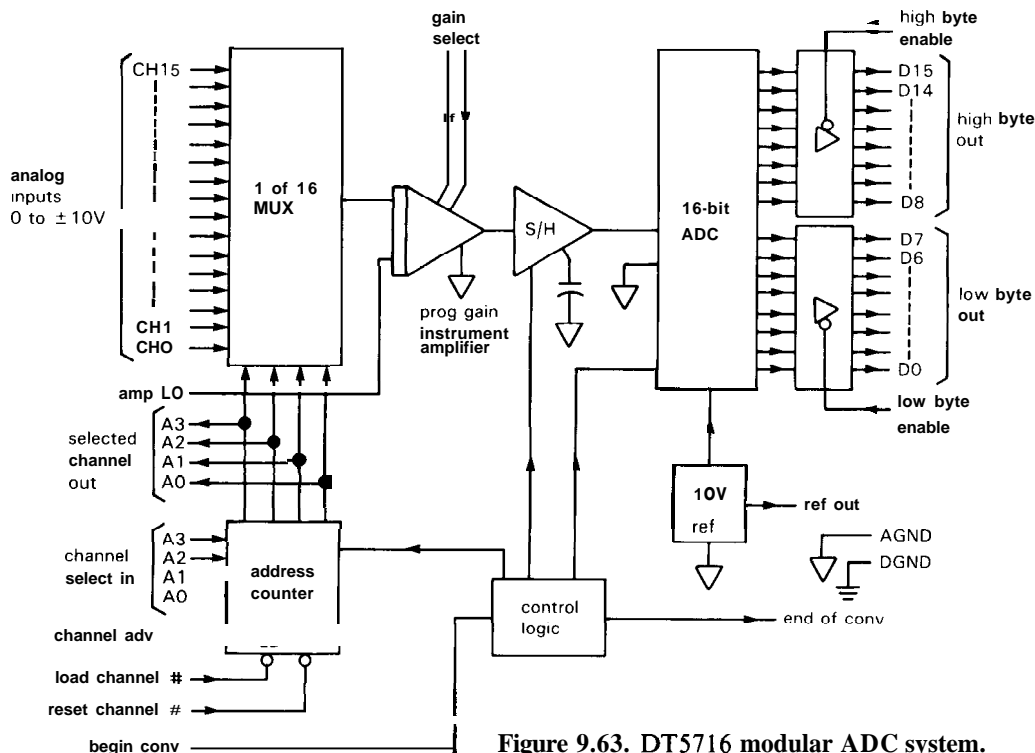 gain
select
high byte
enable
CH15
D15
D14
high byte
out
D8
analog
inputs
0 to ±10V
1 of 16
MUX
S/H
16-bit
ADC
D7
D6
low byte
out
D0
prog gain
instrument
amplifier
CH1
CH0
amp LO
low byte
enable
selected
channel
out
A3
A2
A1
A0
10V
ref
ref out
AGND
DGND
channel
select in
A3
A2
A1
A0
address
counter
control
logic
end of conv
channel adv
load channel #
reset channel #
begin conv
Figure 9.63. DT5716 modular ADC system.